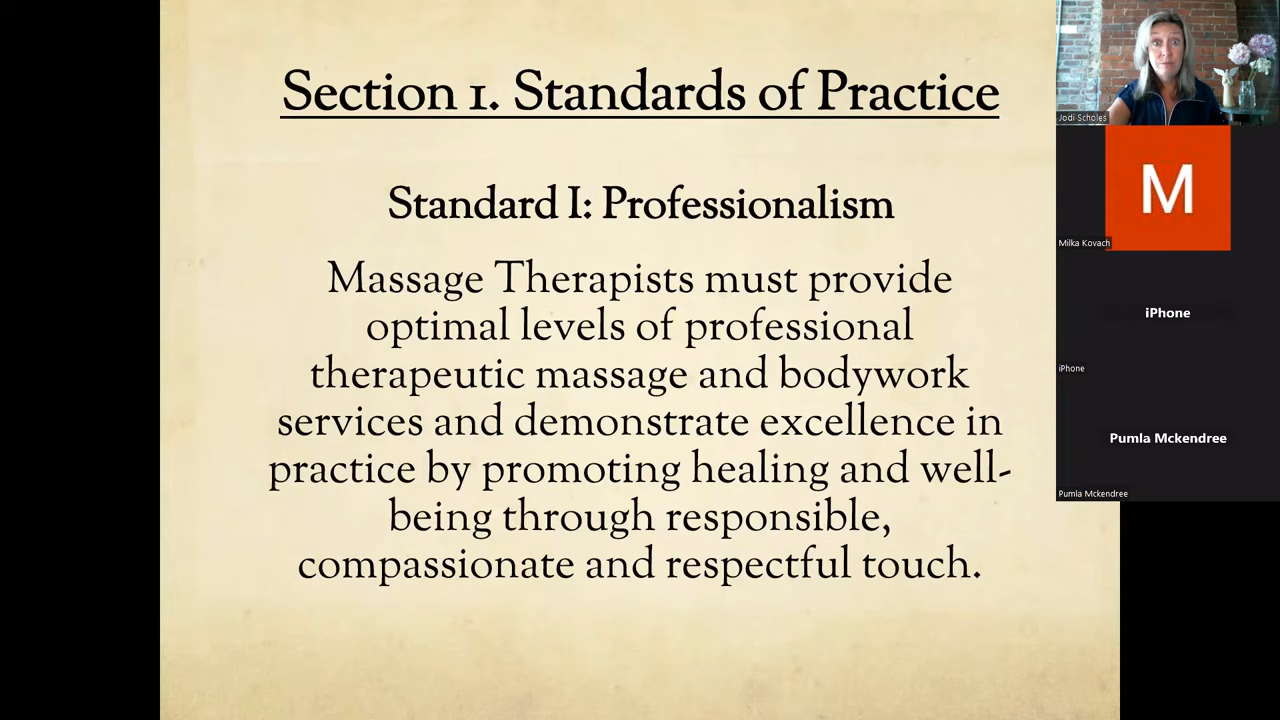 Section 1. Standards of Practice
Standard I: Professionalism
Massage Therapists must provide
optimal levels of professional
therapeutic massage and bodywork
services and demonstrate excellence in
practice by promoting healing and well-
being through responsible,
compassionate and respectful touch.
Jodi Scholes
M
Milka Kovach
iPhone
iPhone
Pumla Mckendree
Pumla Mckendree